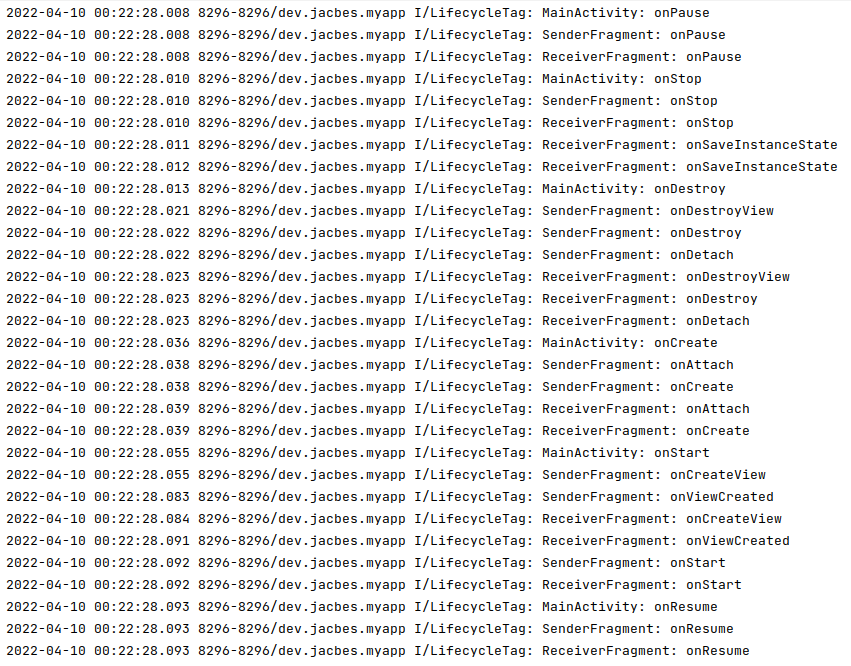 2022-04-10 00:22:28.008 8296-8296/dev.jacbes.myapp I/LifecycleTag: MainActivity: onPause
2022-04-10 00:22:28.008 8296-8296/dev.jacbes.myapp I/LifecycleTag: SenderFragment: onPause
2022-04-10 00:22:28.008 8296-8296/dev.jacbes.myapp I/LifecycleTag: ReceiverFragment: onPause
2022-04-10 00:22:28.010 8296-8296/dev.jacbes.myapp I/LifecycleTag: MainActivity: onStop
2022-04-10 00:22:28.010 8296-8296/dev.jacbes.myapp I/LifecycleTag: SenderFragment: onStop
2022-04-10 00:22:28.010 8296-8296/dev.jacbes.myapp I/LifecycleTag: ReceiverFragment: onStop
2022-04-10 00:22:28.011 8296-8296/dev.jacbes.myapp I/LifecycleTag: ReceiverFragment: onSaveInstanceState
2022-04-10 00:22:28.012 8296-8296/dev.jacbes.myapp I/LifecycleTag: ReceiverFragment: onSaveInstanceState
2022-04-10 00:22:28.013 8296-8296/dev.jacbes.myapp I/LifecycleTag: MainActivity: onDestroy
2022-04-10 00:22:28.021 8296-8296/dev.jacbes.myapp I/LifecycleTag: SenderFragment: onDestroyView
2022-04-10 00:22:28.022 8296-8296/dev.jacbes.myapp I/LifecycleTag: SenderFragment: onDestroy
2022-04-10 00:22:28.022 8296-8296/dev.jacbes.myapp I/LifecycleTag: SenderFragment: onDetach
2022-04-10 00:22:28.023 8296-8296/dev.jacbes.myapp I/LifecycleTag: ReceiverFragment: onDestroyView
2022-04-10 00:22:28.023 8296-8296/dev.jacbes.myapp I/LifecycleTag: ReceiverFragment: onDestroy
2022-04-10 00:22:28.023 8296-8296/dev.jacbes.myapp I/LifecycleTag: ReceiverFragment: onDetach
2022-04-10 00:22:28.036 8296-8296/dev.jacbes.myapp I/LifecycleTag: MainActivity: onCreate
2022-04-10 00:22:28.038 8296-8296/dev.jacbes.myapp I/LifecycleTag: SenderFragment: onAttach
2022-04-10 00:22:28.038 8296-8296/dev.jacbes.myapp I/LifecycleTag: SenderFragment: onCreate
2022-04-10 00:22:28.039 8296-8296/dev.jacbes.myapp I/LifecycleTag: ReceiverFragment: onAttach
2022-04-10 00:22:28.039 8296-8296/dev.jacbes.myapp I/LifecycleTag: ReceiverFragment: onCreate
2022-04-10 00:22:28.055 8296-8296/dev.jacbes.myapp I/LifecycleTag: MainActivity: onStart
2022-04-10 00:22:28.055 8296-8296/dev.jacbes.myapp I/LifecycleTag: SenderFragment: onCreateView
2022-04-10 00:22:28.083 8296-8296/dev.jacbes.myapp I/LifecycleTag: SenderFragment: onViewCreated
2022-04-10 00:22:28.084 8296-8296/dev.jacbes.myapp I/LifecycleTag: ReceiverFragment: onCreateView
2022-04-10 00:22:28.091 8296-8296/dev.jacbes.myapp I/LifecycleTag: ReceiverFragment: onViewCreated
2022-04-10 00:22:28.092 8296-8296/dev.jacbes.myapp I/LifecycleTag: SenderFragment: onStart
2022-04-10 00:22:28.092 8296-8296/dev.jacbes.myapp I/LifecycleTag: ReceiverFragment: onStart
2022-04-10 00:22:28.093 8296-8296/dev.jacbes.myapp I/LifecycleTag: MainActivity: onResume
2022-04-10 00:22:28.093 8296-8296/dev.jacbes.myapp I/LifecycleTag: SenderFragment: onResume
2022-04-10 00:22:28.093 8296-8296/dev.jacbes.myapp I/LifecycleTag: ReceiverFragment: onResume